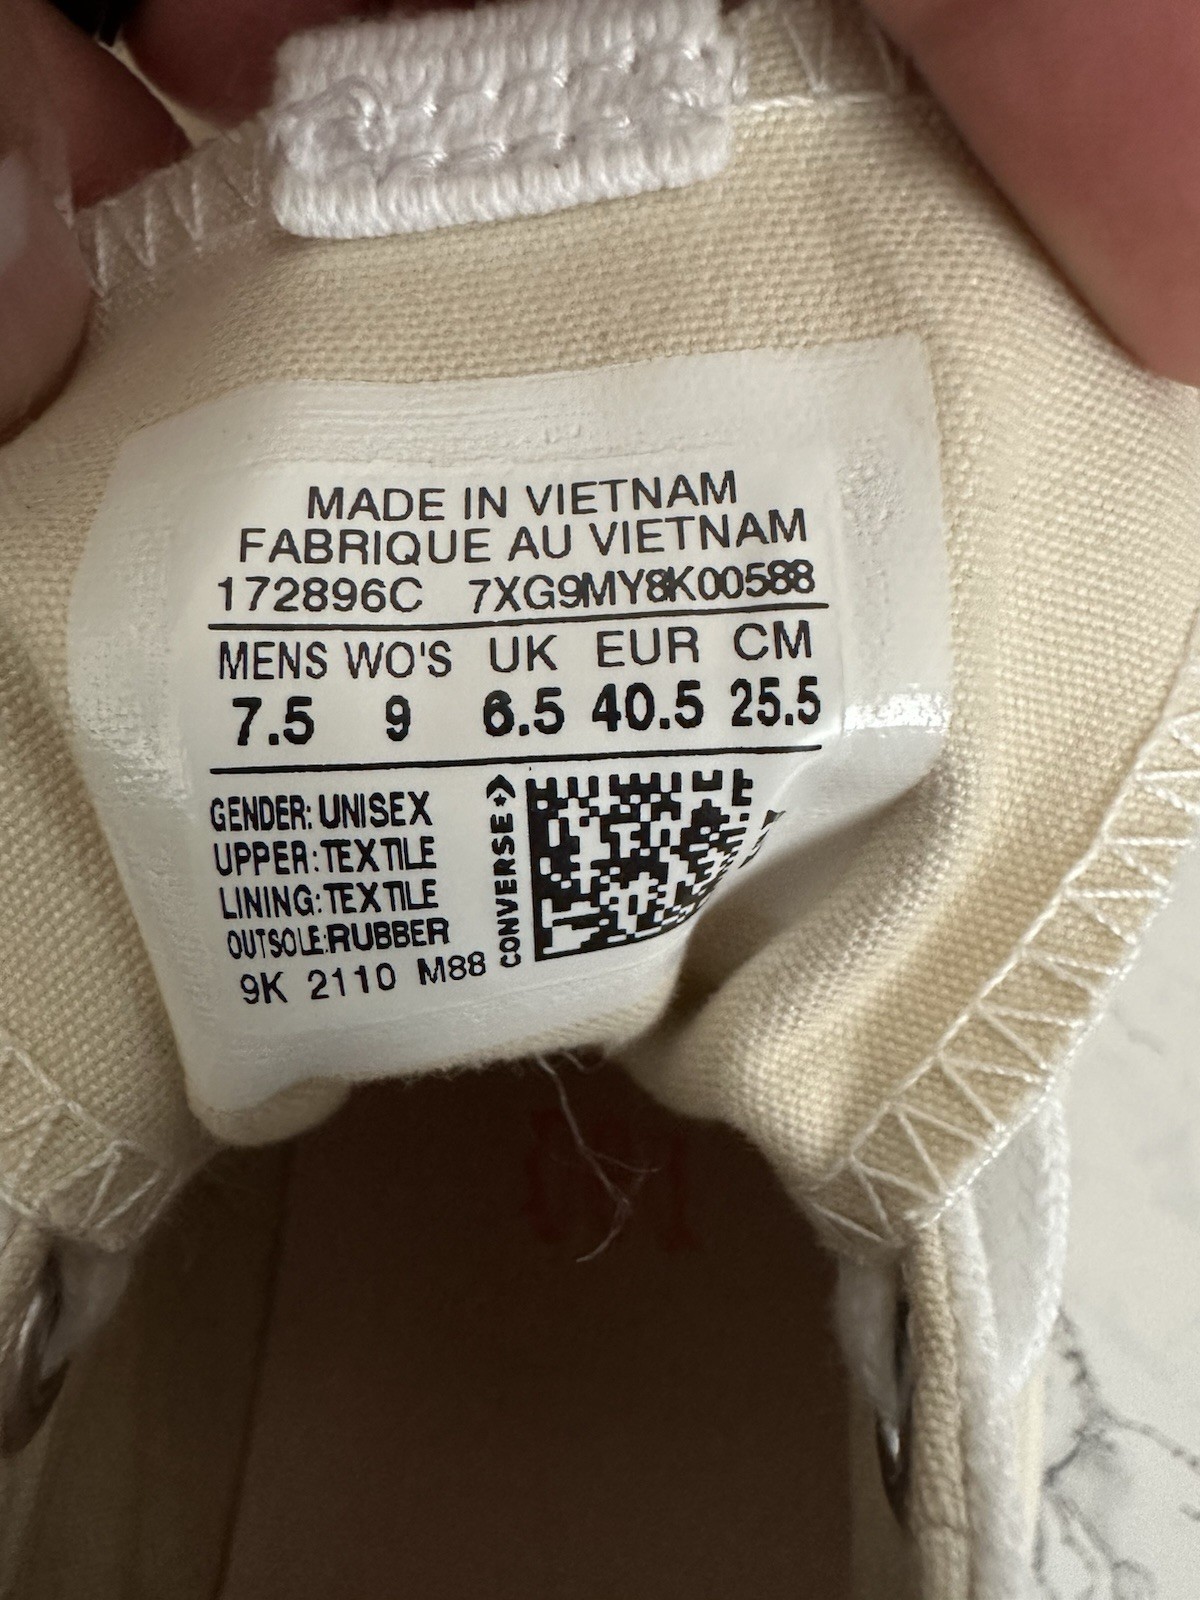 MADE IN VIETNAM
FABRIQUE AU VIETNAM
172896C 7XG9MY8K00588
MENS WO'S UK EUR CM
7.5 9 6.5 40.5 25.5
GENDER: UNISEX
UPPER: TEXTILE
LINING: TEXTILE
OUTSOLE: RUBBER
9K 2110 M88
CONVERSE